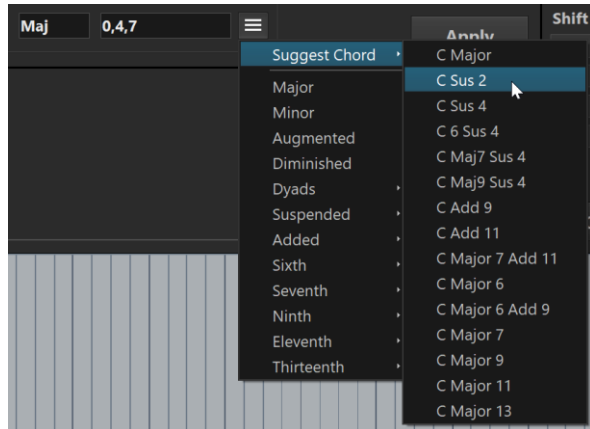 Maj 0,4,7
Apply
Shift
Suggest Chord
Major
Minor
Augmented
Diminished
Dyads
Suspended
Added
Sixth
Seventh
Ninth
Eleventh
Thirteenth
C Major
C Sus 2
C Sus 4
C 6 Sus 4
C Maj7 Sus 4
C Maj9 Sus 4
C Add 9
C Add 11
C Major 7 Add 11
C Major 6
C Major 6 Add 9
C Major 7
C Major 9
C Major 11
C Major 13